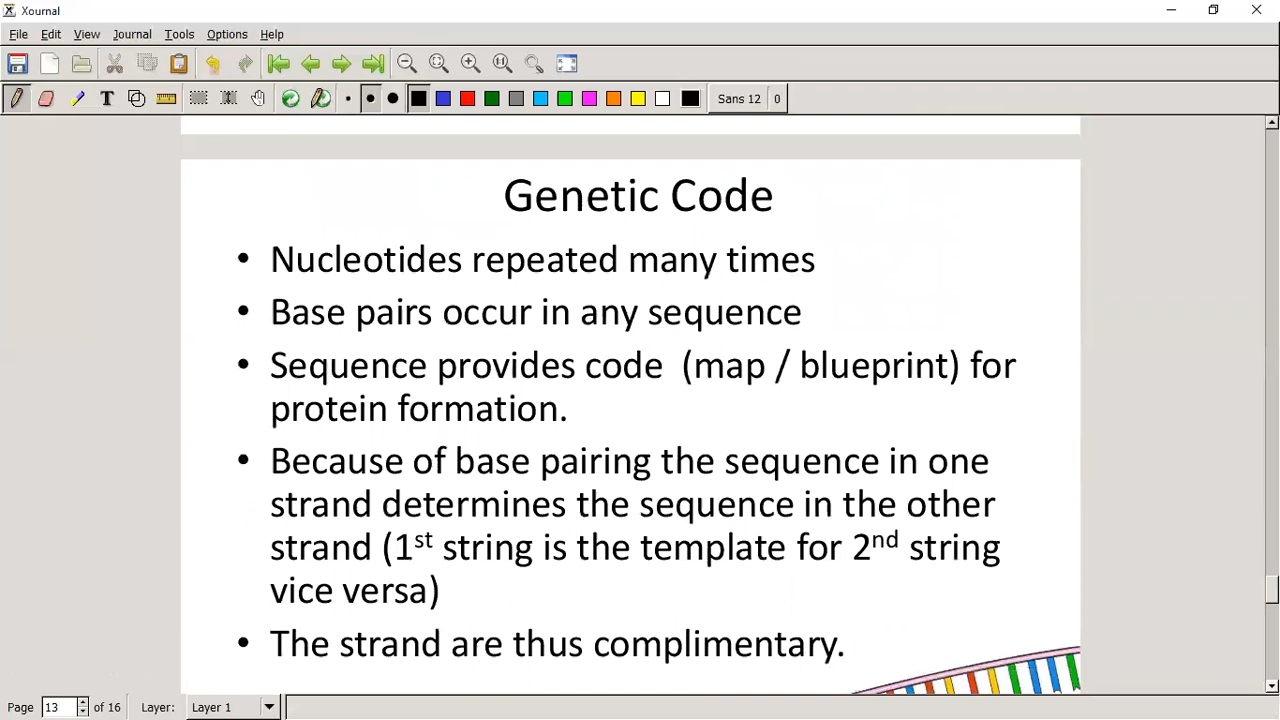 Xournal
File Edit View Journal Tools Options Help
Sans 12 0
Genetic Code
• Nucleotides repeated many times
• Base pairs occur in any sequence
• Sequence provides code (map / blueprint) for
protein formation.
• Because of base pairing the sequence in one
strand determines the sequence in the other
strand (1st string is the template for 2nd string
vice versa)
• The strand are thus complimentary.
Page 13 of 16 Layer: Layer 1